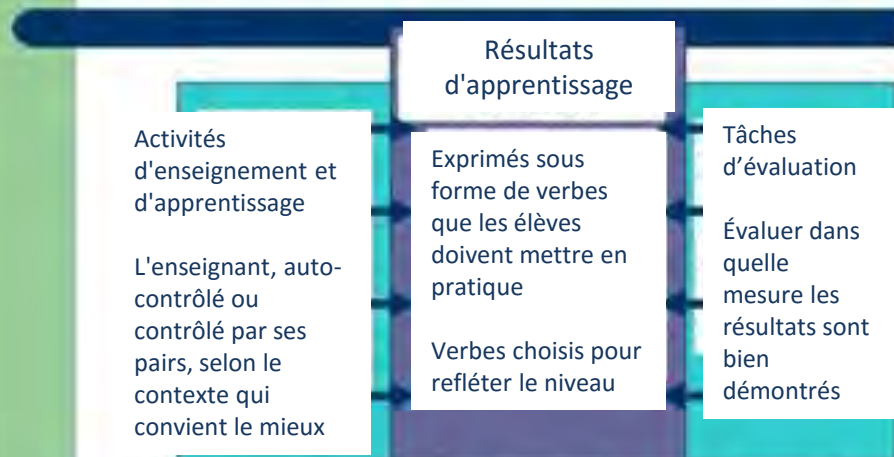 Résultats
d'apprentissage
Activités
d'enseignement et
d'apprentissage
L'enseignant, auto-
contrôlé ou
contrôlé par ses
pairs, selon le
contexte qui
convient le mieux
Exprimés sous
forme de verbes
que les élèves
doivent mettre en
pratique
Verbes choisis pour
refléter le niveau
Tâches
d’évaluation
Évaluer dans
quelle
mesure les
résultats sont
bien
démontrés